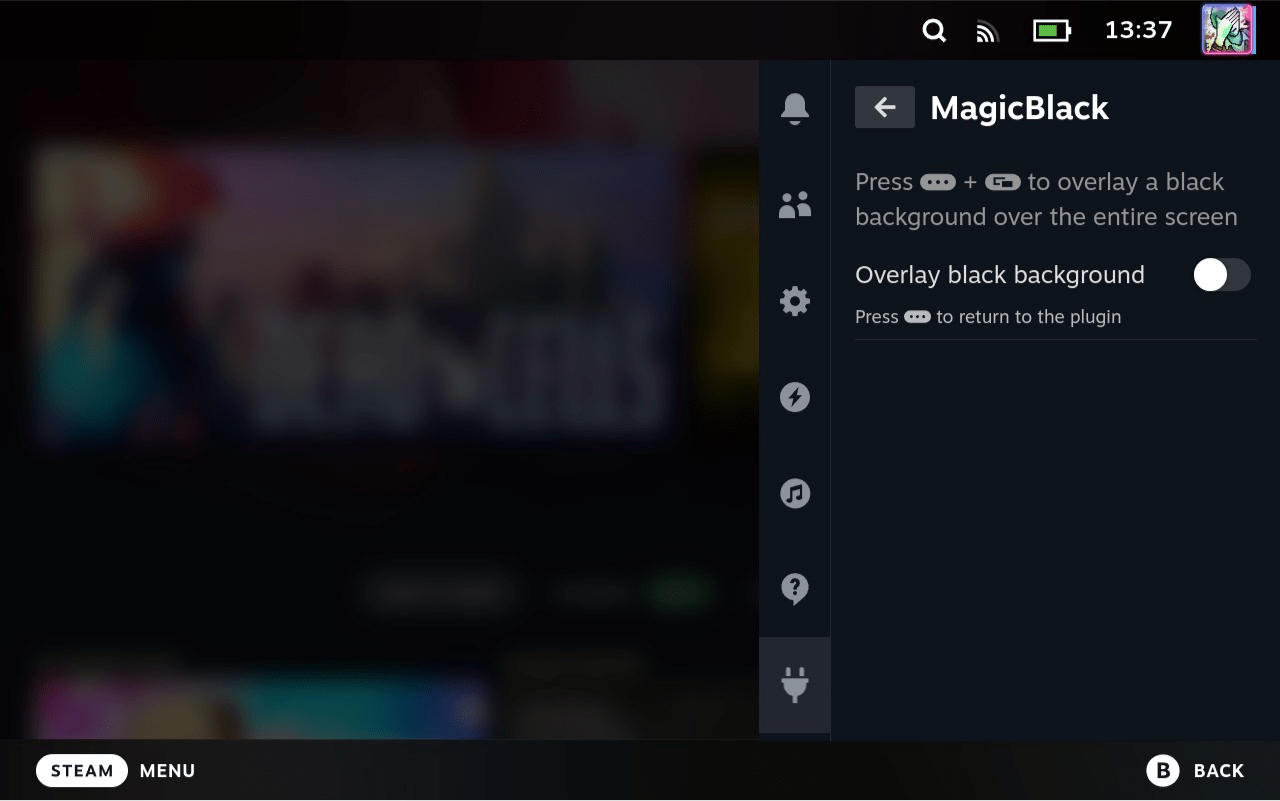 13:37
MagicBlack
Press + to overlay a black
background over the entire screen
Overlay black background
Press to return to the plugin
STEAM MENU
B BACK